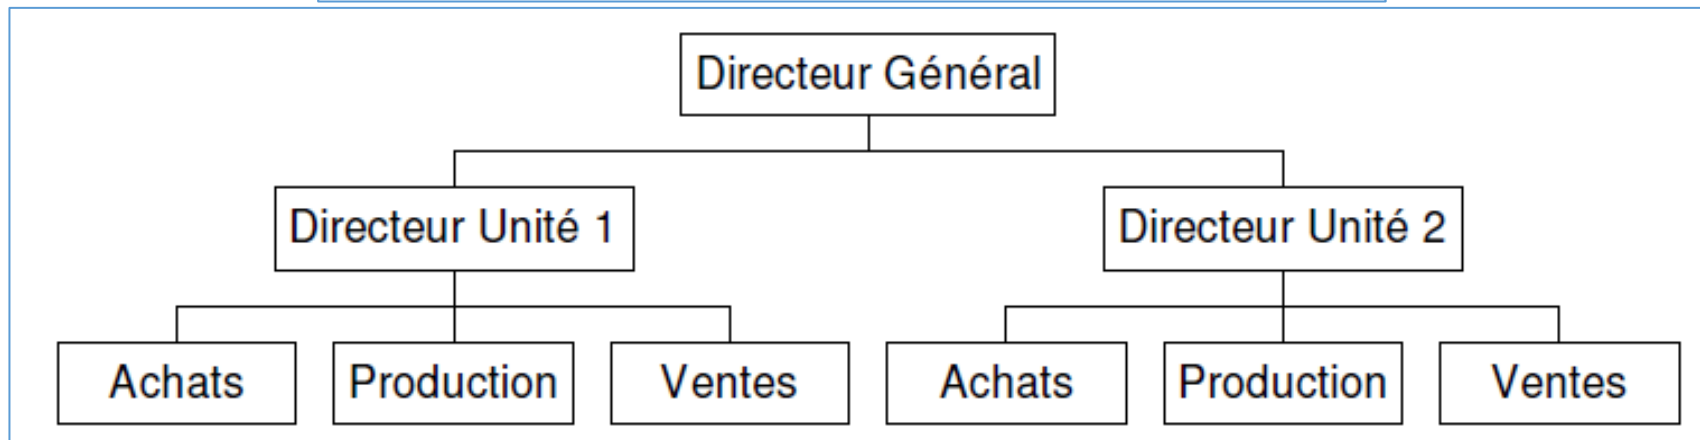 Directeur Général
Directeur Unité 1
Directeur Unité 2
Achats
Production
Ventes
Achats
Production
Ventes